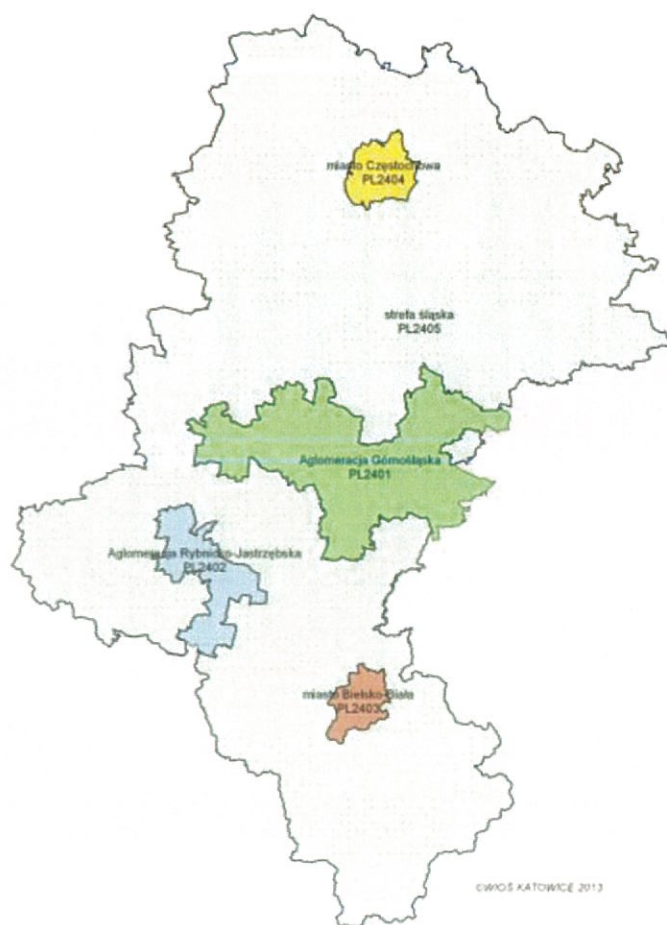 miasto Częstochowa
PL2404
strefa śląska
PL2405
Aglomeracja Górnośląska
PL2401
Aglomeracja Rybnicko-Jastrzębska
PL2402
miasto Bielsko-Biała
PL2403
©WIOŚ KATOWICE 2013